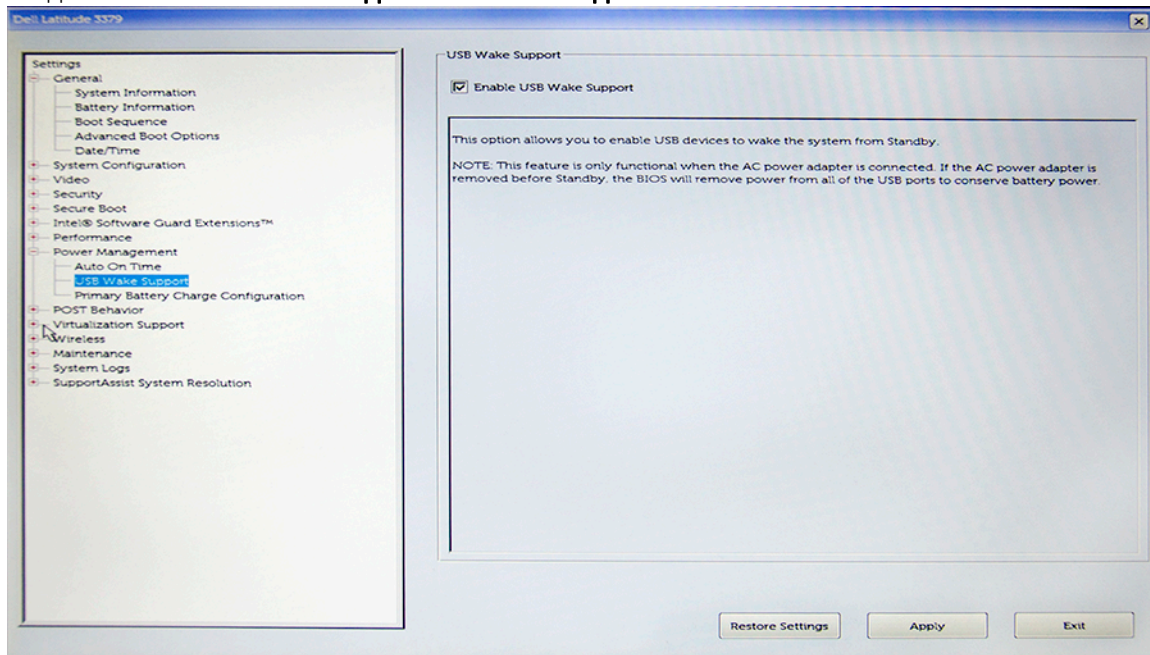 Dell Latitude 3379
Settings
General
System Information
Battery Information
Boot Sequence
Advanced Boot Options
Date/Time
System Configuration
Video
Security
Secure Boot
Intel® Software Guard Extensions™
Performance
Power Management
Auto On Time
USB Wake Support
Primary Battery Charge Configuration
POST Behavior
Virtualization Support
Wireless
Maintenance
System Logs
SupportAssist System Resolution
USB Wake Support
Enable USB Wake Support
This option allows you to enable USB devices to wake the system from Standby.
NOTE: This feature is only functional when the AC power adapter is connected. If the AC power adapter is
removed before Standby, the BIOS will remove power from all of the USB ports to conserve battery power.
Restore Settings
Apply
Exit